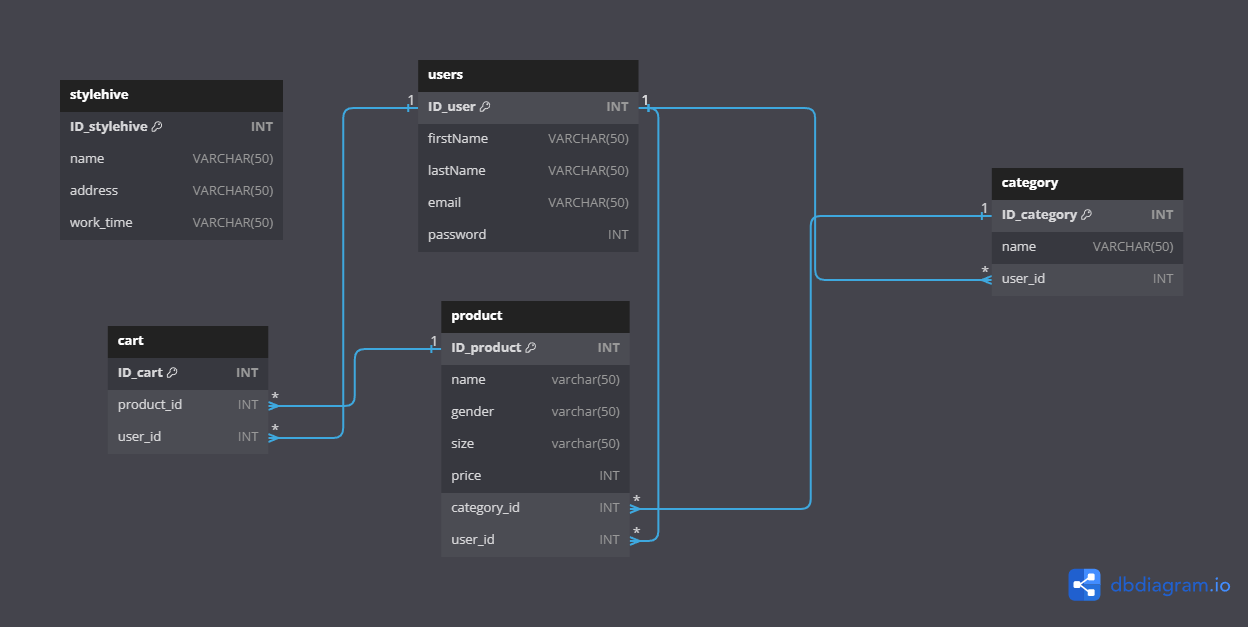 stylehive
ID_stylehive INT
name VARCHAR(50)
address VARCHAR(50)
work_time VARCHAR(50)
users
1 ID_user INT 1
firstName VARCHAR(50)
lastName VARCHAR(50)
email VARCHAR(50)
password INT
category
1 ID_category INT
name VARCHAR(50)
* user_id INT
cart
ID_cart INT
product_id INT *
user_id INT *
product
1 ID_product INT
name varchar(50)
gender varchar(50)
size varchar(50)
price INT
category_id INT *
user_id INT *
dbdiagram.io